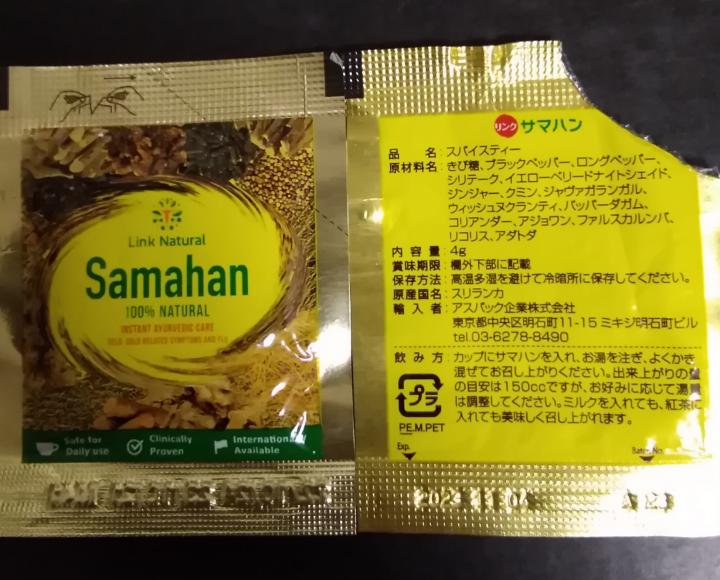 Link Natural
Samahan
100% NATURAL
INSTANT AYURVEDIC CARE
COLD RELATED SYMPTOMS AND FLU
Safe for
Daily use
Clinically
Proven
Internationally
Available
リンク サマハン
品 名:スパイスティー
原材料名:きび糖、ブラックペッパー、ロングペッパー、
シリテーク、イエローベリードナイトシェイド、
ジンジャー、クミン、ジャヴァガランガル、
ウィッシュヌクランティ、パッパーダガム、
コリアンダー、アジョワン、ファルスカルンバ、
リコリス、アダトダ
内 容 量:4g
賞味期限:欄外下部に記載
保存方法:高温多湿を避けて冷暗所に保存してください。
原産国名:スリランカ
輸 入 者:アスパック企業株式会社
東京都中央区明石町11-15 ミキジ明石町ビル
tel.03-6278-8490
飲 み 方:カップにサマハンを入れ、お湯を注ぎ、よくかき
混ぜてお召し上がりください。出来上がりの量
の目安は150ccですが、お好みに応じて湯量
は調整してください。ミルクを入れても、紅茶に
入れても美味しく召し上がれます。
プラ
PE.M.PET
Exp.
Batch No.